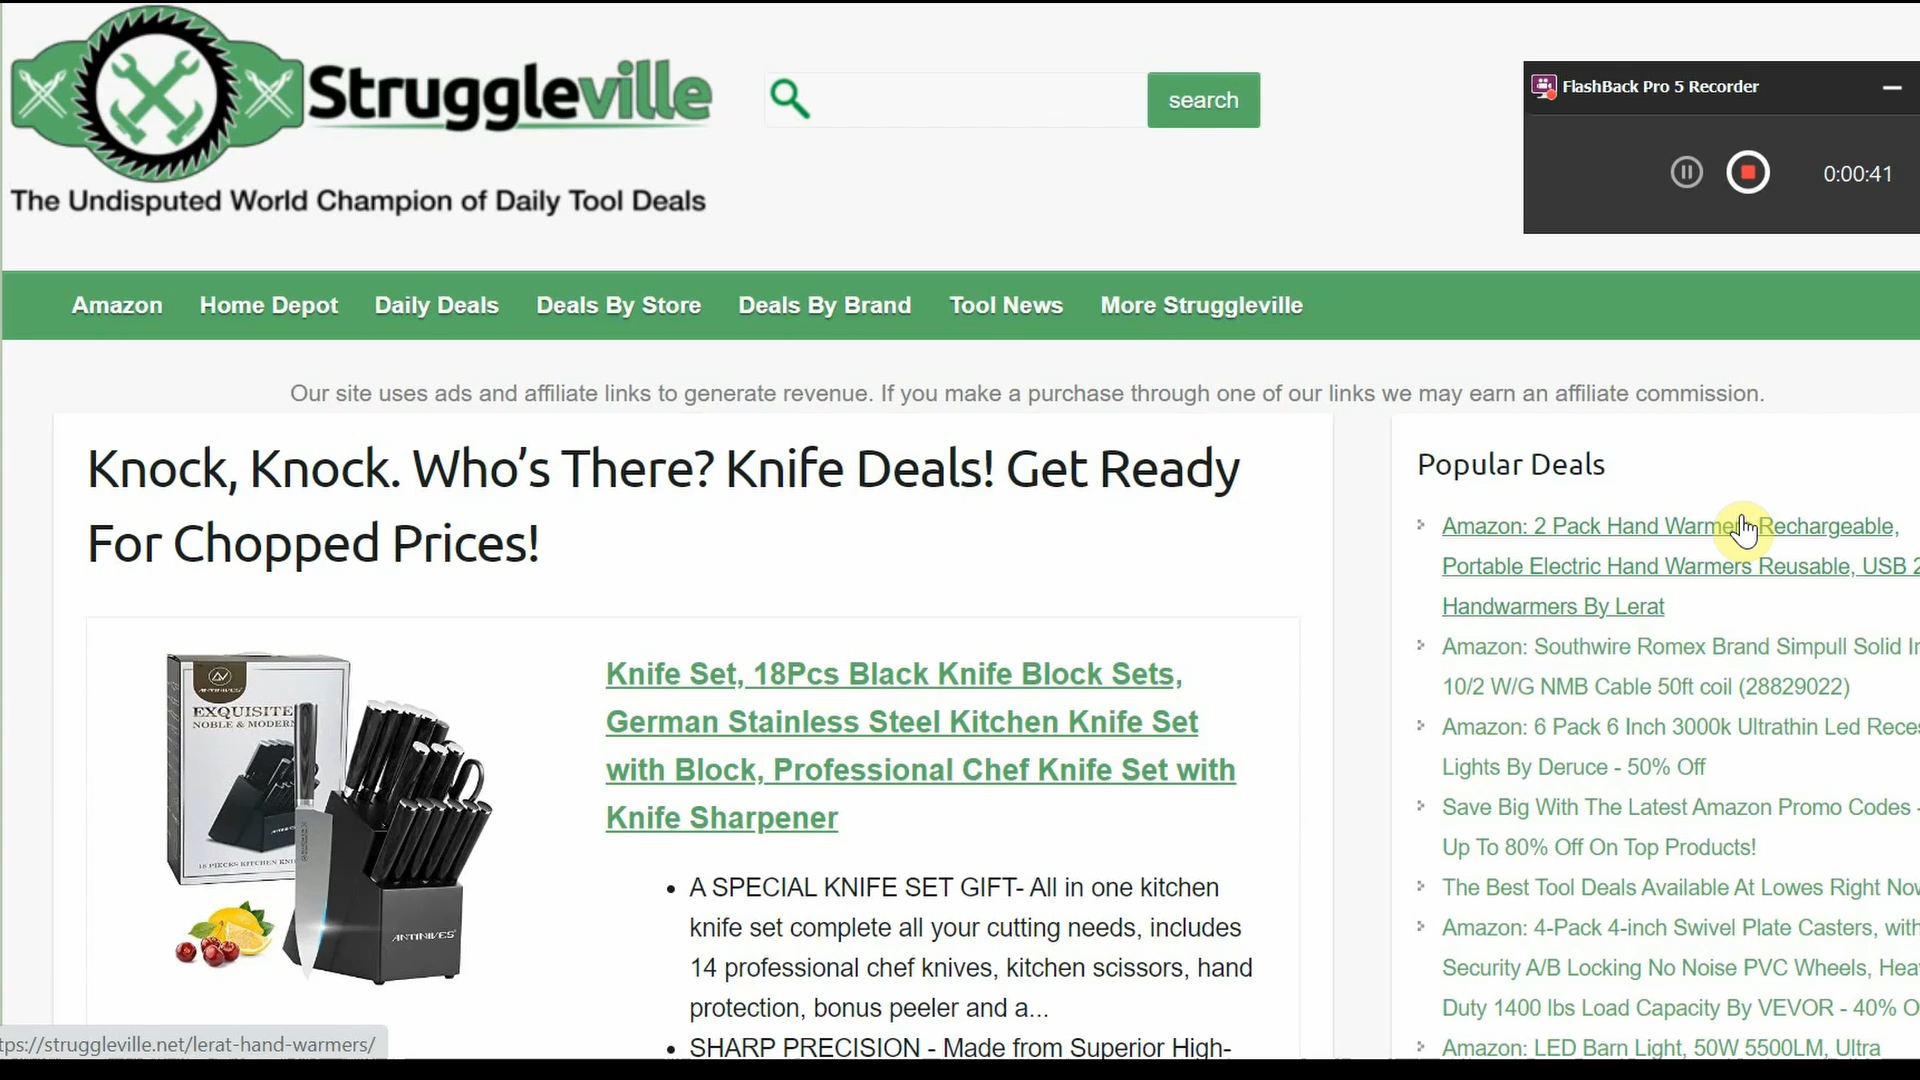 Struggleville
The Undisputed World Champion of Daily Tool Deals
search
FlashBack Pro 5 Recorder
0:00:41
Amazon Home Depot Daily Deals Deals By Store Deals By Brand Tool News More Struggleville
Our site uses ads and affiliate links to generate revenue. If you make a purchase through one of our links we may earn an affiliate commission.
Knock, Knock. Who's There? Knife Deals! Get Ready
For Chopped Prices!
ANTINIVES
EXQUISITE
NOBLE & MODERN
ANTINIVES
Knife Set, 18Pcs Black Knife Block Sets,
German Stainless Steel Kitchen Knife Set
with Block, Professional Chef Knife Set with
Knife Sharpener
A SPECIAL KNIFE SET GIFT- All in one kitchen
knife set complete all your cutting needs, includes
14 professional chef knives, kitchen scissors, hand
protection, bonus peeler and a...
SHARP PRECISION - Made from Superior High-
Popular Deals
Amazon: 2 Pack Hand Warmers Rechargeable,
Portable Electric Hand Warmers Reusable, USB 2
Handwarmers By Lerat
Amazon: Southwire Romex Brand Simpull Solid In
10/2 W/G NMB Cable 50ft coil (28829022)
Amazon: 6 Pack 6 Inch 3000k Ultrathin Led Reces
Lights By Deruce - 50% Off
Save Big With The Latest Amazon Promo Codes -
Up To 80% Off On Top Products!
The Best Tool Deals Available At Lowes Right Now
Amazon: 4-Pack 4-inch Swivel Plate Casters, with
Security A/B Locking No Noise PVC Wheels, Hea
Duty 1400 lbs Load Capacity By VEVOR - 40% O
Amazon: LED Barn Light, 50W 5500LM, Ultra
tps://struggleville.net/lerat-hand-warmers/